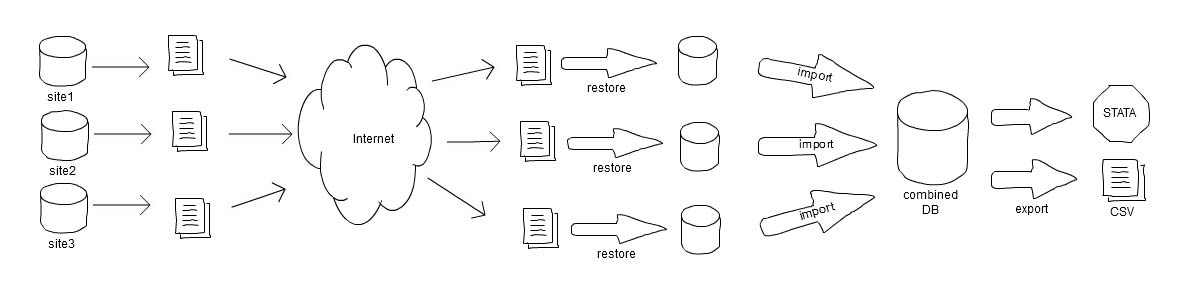 site1
site2
site3
Internet
restore
restore
restore
import
import
import
combined
DB
STATA
export
CSV